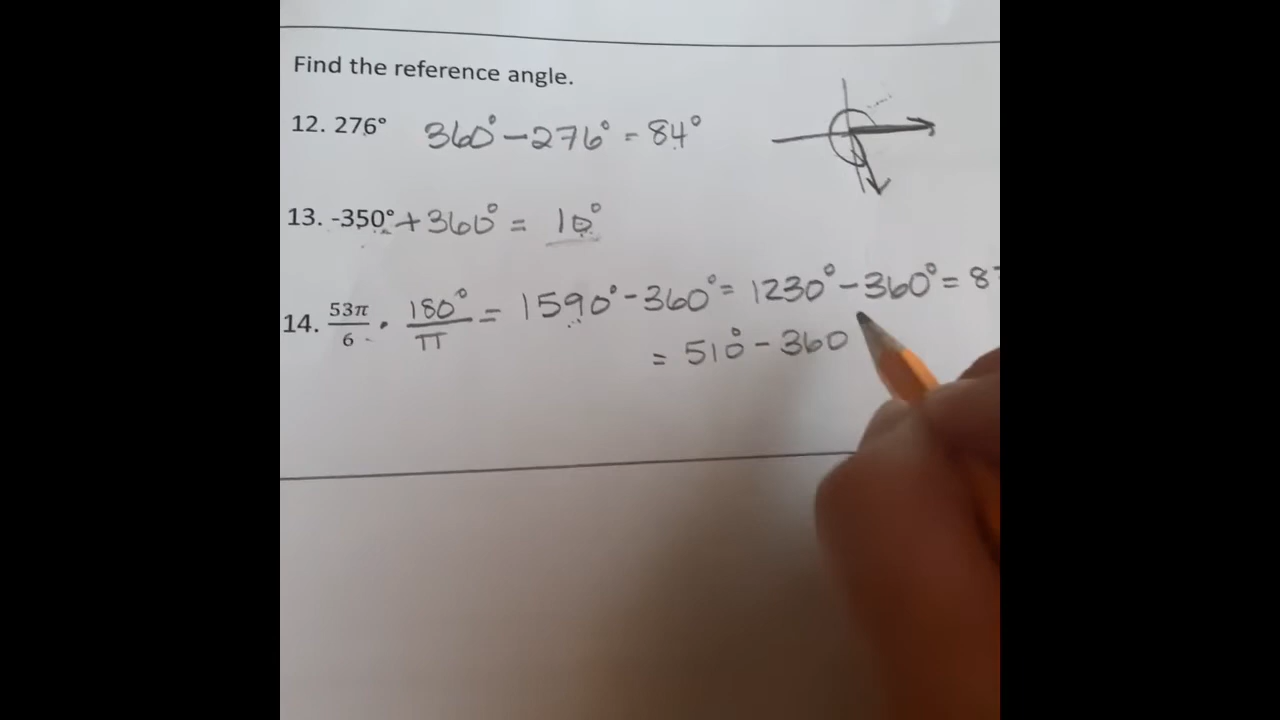 Find the reference angle.
12. 276° 360° - 276° = 84°
13. -350° + 360° = 10°
14. 53π/6 · 180°/π = 1590° - 360° = 1230° - 360° = 8
= 510° - 360